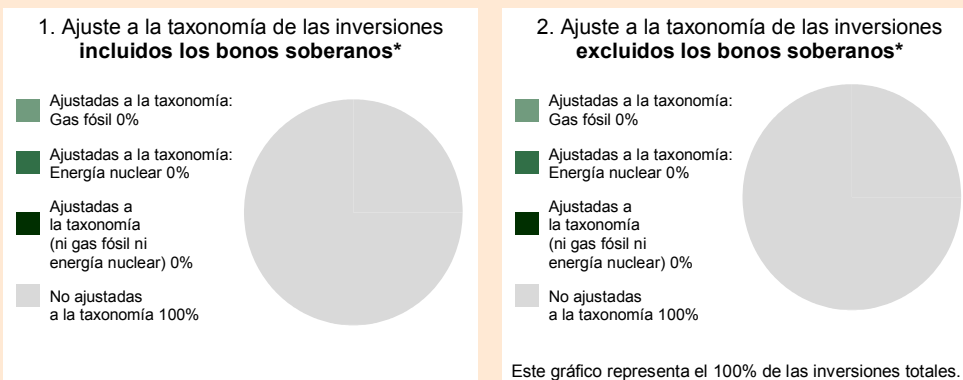 1. Ajuste a la taxonomía de las inversiones
incluidos los bonos soberanos*
Ajustadas a la taxonomía:
Gas fósil 0%
Ajustadas a la taxonomía:
Energía nuclear 0%
Ajustadas a
la taxonomía
(ni gas fósil ni
energía nuclear) 0%
No ajustadas
a la taxonomía 100%
2. Ajuste a la taxonomía de las inversiones
excluidos los bonos soberanos*
Ajustadas a la taxonomía:
Gas fósil 0%
Ajustadas a la taxonomía:
Energía nuclear 0%
Ajustadas a
la taxonomía
(ni gas fósil ni
energía nuclear) 0%
No ajustadas
a la taxonomía 100%
Este gráfico representa el 100% de las inversiones totales.